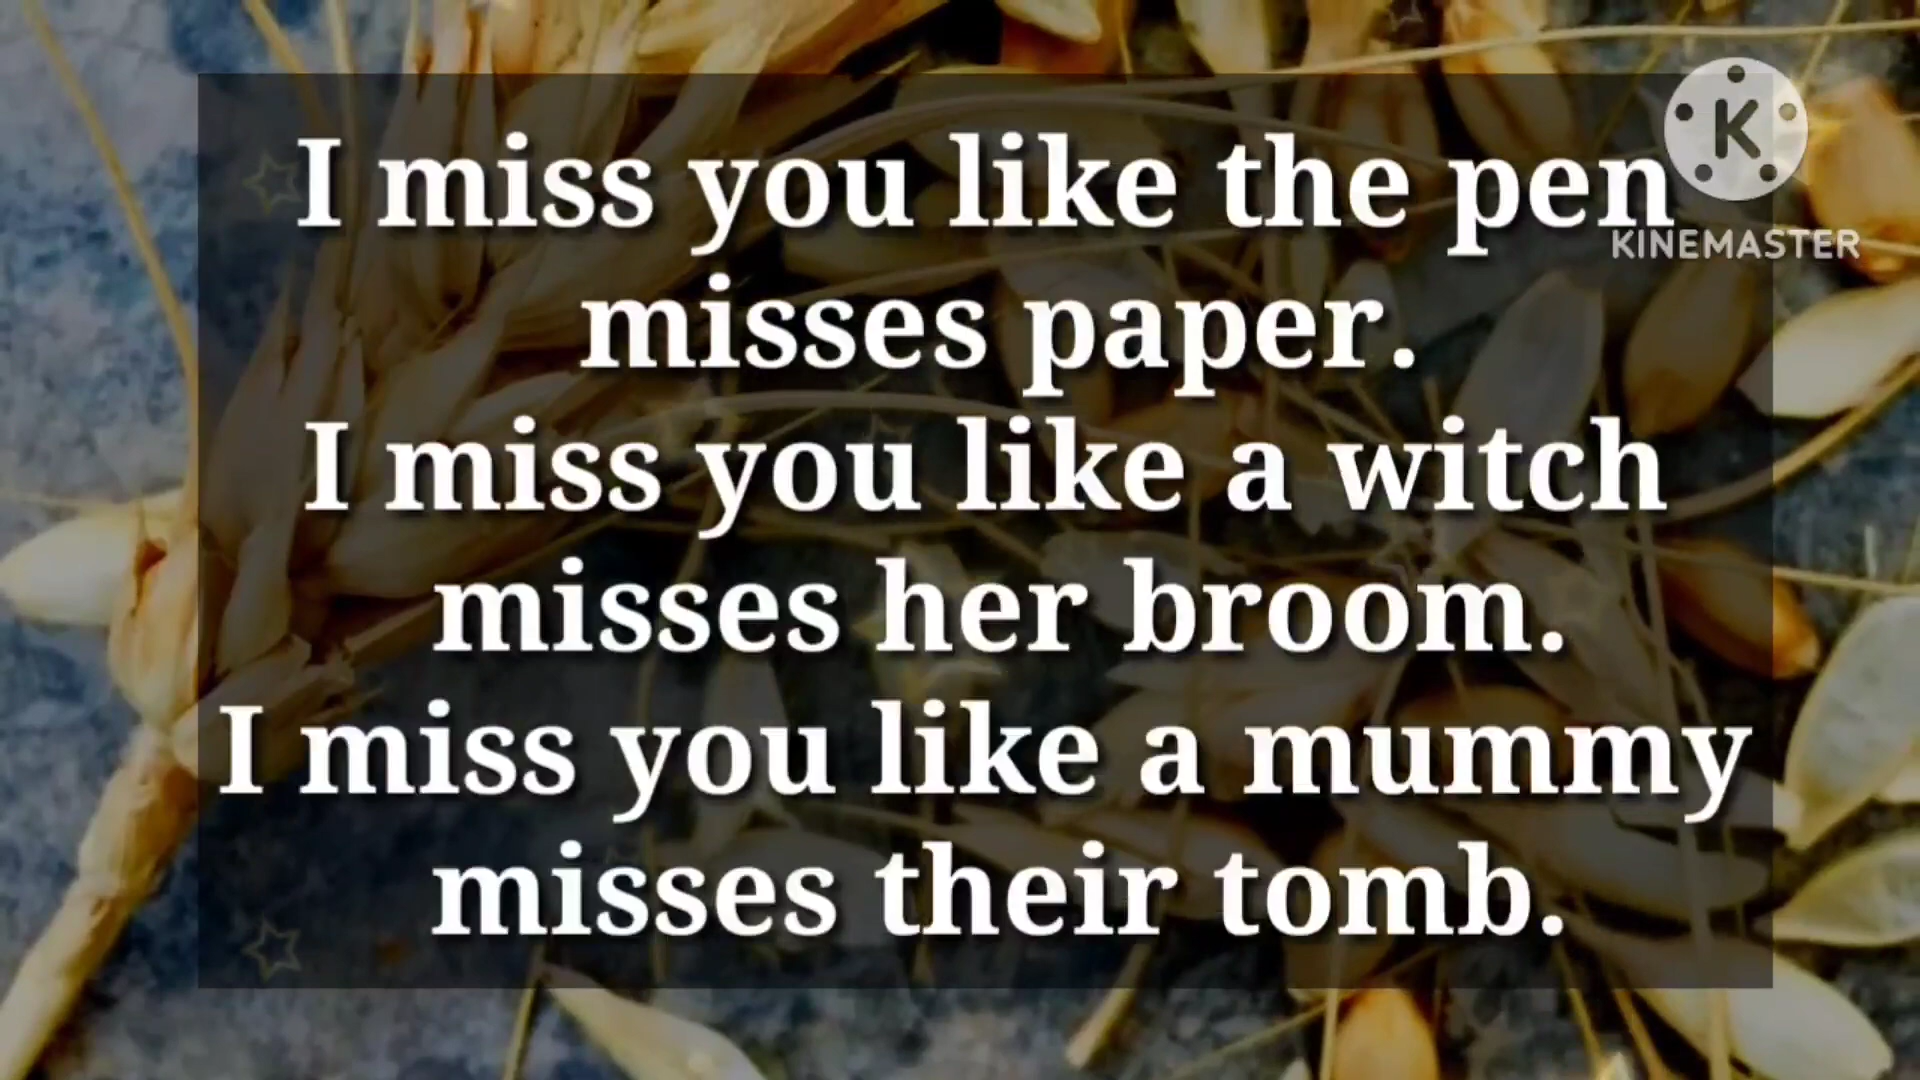 I miss you like the pen
misses paper.
I miss you like a witch
misses her broom.
I miss you like a mummy
misses their tomb.
K
KINEMASTER